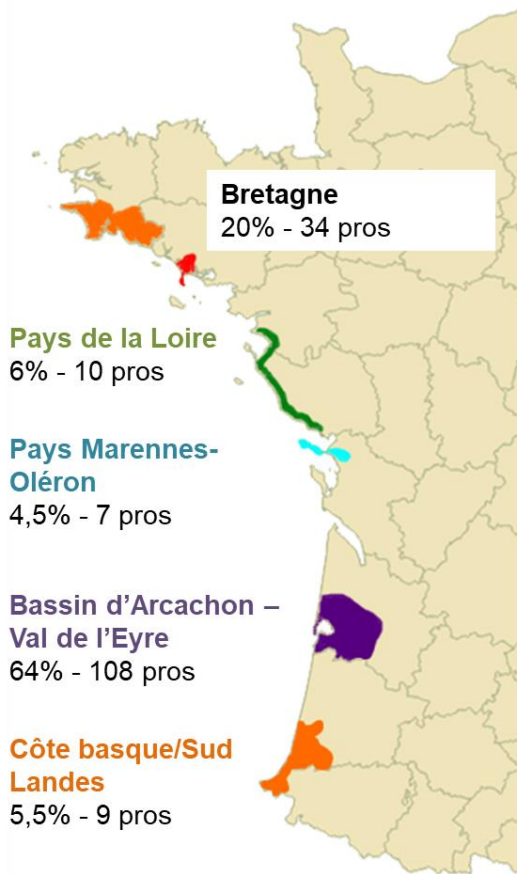 Bretagne
20% - 34 pros
Pays de la Loire
6% - 10 pros
Pays Marennes-
Oléron
4,5% - 7 pros
Bassin d'Arcachon –
Val de l'Eyre
64% - 108 pros
Côte basque/Sud
Landes
5,5% - 9 pros